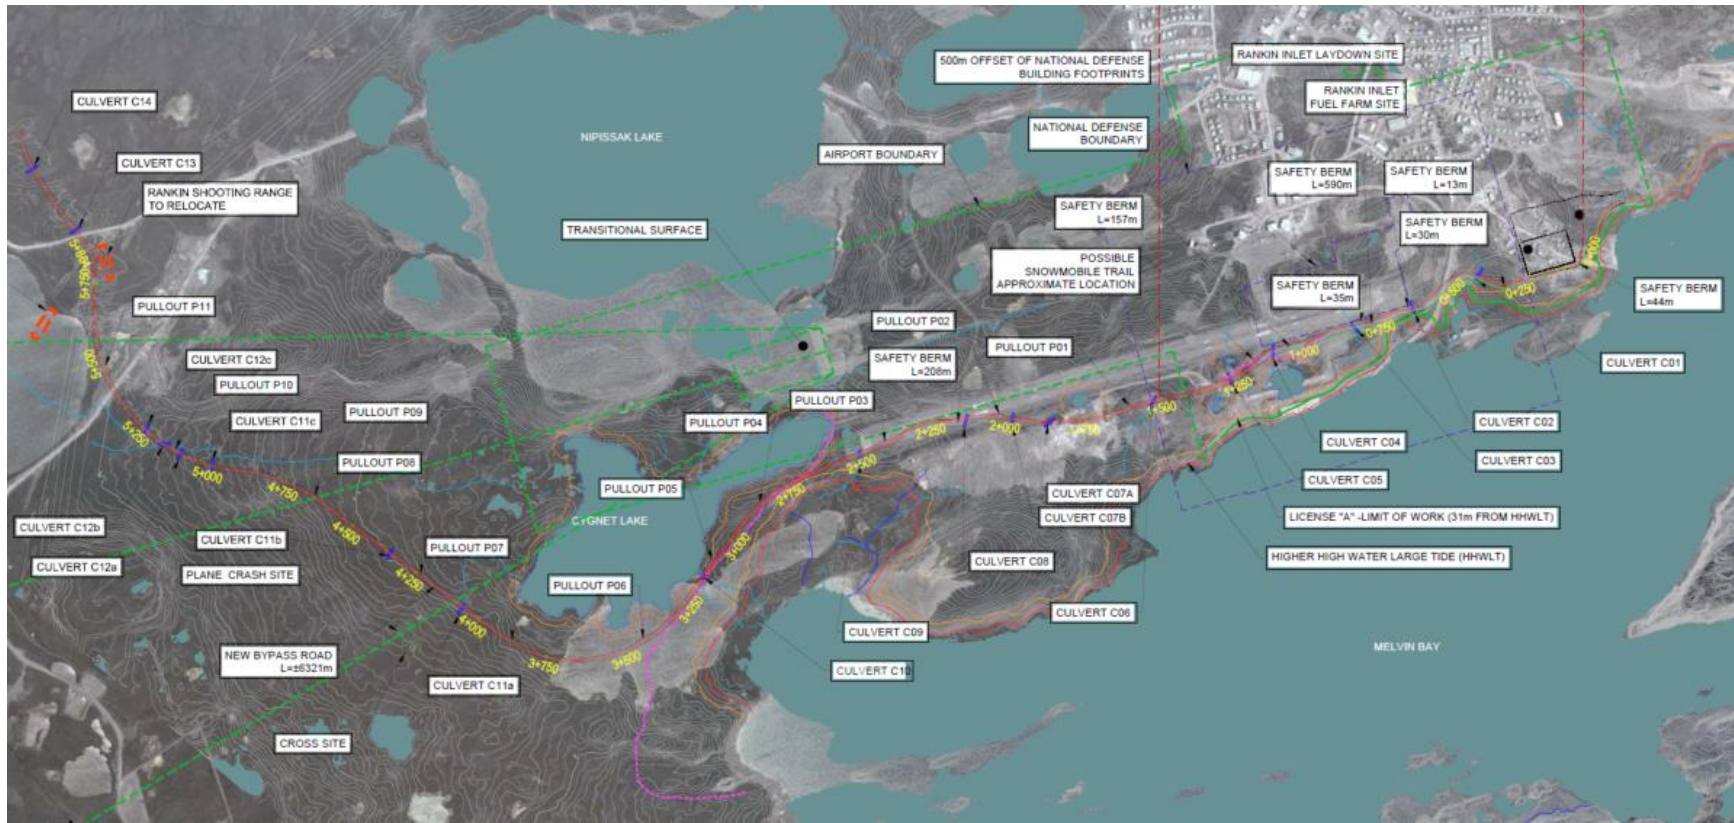 CULVERT C14
CULVERT C13
RANKIN SHOOTING RANGE
TO RELOCATE
NIPISSAK LAKE
TRANSITIONAL SURFACE
500m OFFSET OF NATIONAL DEFENSE
BUILDING FOOTPRINTS
NATIONAL DEFENSE
BOUNDARY
AIRPORT BOUNDARY
RANKIN INLET LAYDOWN SITE
RANKIN INLET
FUEL FARM SITE
SAFETY BERM
L=590m
SAFETY BERM
L=13m
SAFETY BERM
L=157m
SAFETY BERM
L=30m
POSSIBLE
SNOWMOBILE TRAIL
APPROXIMATE LOCATION
SAFETY BERM
L=35m
SAFETY BERM
L=44m
PULLOUT P11
PULLOUT P02
PULLOUT P01
SAFETY BERM
L=208m
CULVERT C12c
PULLOUT P10
PULLOUT P09
CULVERT C11c
PULLOUT P03
PULLOUT P04
PULLOUT P08
PULLOUT P05
CYGNET LAKE
CULVERT C12b
CULVERT C11b
CULVERT C12a
PLANE CRASH SITE
PULLOUT P07
PULLOUT P06
CULVERT C01
CULVERT C02
CULVERT C04
CULVERT C03
CULVERT C05
CULVERT C07A
CULVERT C07B
LICENSE "A" -LIMIT OF WORK (31m FROM HHWLT)
HIGHER HIGH WATER LARGE TIDE (HHWLT)
CULVERT C08
CULVERT C06
CULVERT C09
CULVERT C10
NEW BYPASS ROAD
L=±6321m
CULVERT C11a
CROSS SITE
MELVIN BAY
5+750
5+500
5+250
5+000
4+750
4+500
4+250
4+000
3+750
3+500
3+250
3+000
2+750
2+500
2+250
2+000
1+500
1+250
1+000
0+750
0+500
0+250